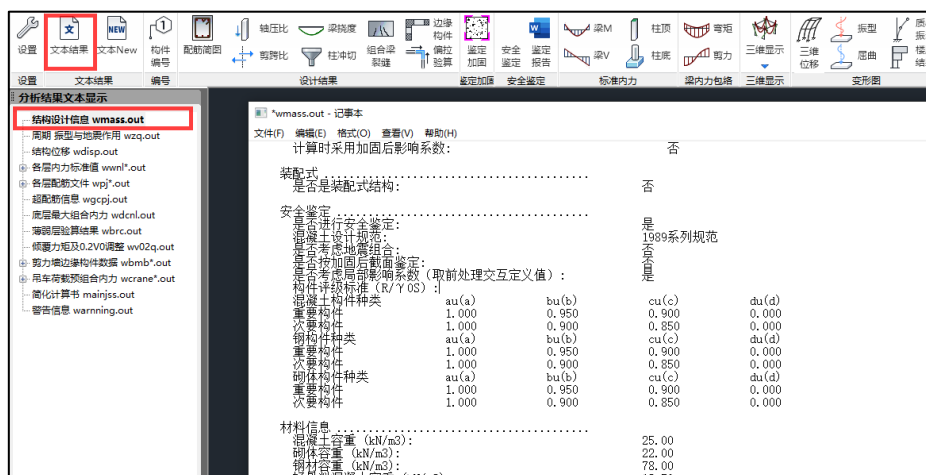 轴压比 梁挠度 边缘构件 梁M 柱顶 弯矩 振型 质
设置 文本结果 文本New 构件编号 配筋简图 剪跨比 柱冲切 组合梁裂缝 偏拉验算 鉴定加固 安全鉴定 鉴定报告 梁V 柱底 剪力 三维显示 三维位移 屈曲 楼
设置 文本结果 编号 设计结果 鉴定加固 安全鉴定 标准内力 梁内力包络 三维显示 变形图
分析结果文本显示
结构设计信息 wmass.out
周期 振型与地震作用 wzq.out
结构位移 wdisp.out
各层内力标准值 wwnl*.out
各层配筋文件 wpj*.out
超配筋信息 wgcpj.out
底层最大组合内力 wdcnl.out
薄弱层验算结果 wbrc.out
倾覆力矩及0.2V0调整 wv02q.out
剪力墙边缘构件数据 wbmb*.out
吊车荷载预组合内力 wcrane*.out
简化计算书 mainjss.out
警告信息 warnning.out
*wmass.out - 记事本
文件(F) 编辑(E) 格式(O) 查看(V) 帮助(H)
计算时采用加固后影响系数: 否
装配式 ..........................................
是否是装配式结构: 否
安全鉴定 ........................................
是否进行安全鉴定: 是
混凝土设计规范: 1989系列规范
是否考虑地震组合: 否
是否按加固后截面鉴定: 否
是否考虑局部影响系数(取前处理交互定义值): 是
构件评级标准(R/γ0S):
混凝土构件种类 au(a) bu(b) cu(c) du(d)
重要构件 1.000 0.950 0.900 0.000
次要构件 1.000 0.900 0.850 0.000
钢构件种类 au(a) bu(b) cu(c) du(d)
重要构件 1.000 0.950 0.900 0.000
次要构件 1.000 0.900 0.850 0.000
砌体构件种类 au(a) bu(b) cu(c) du(d)
重要构件 1.000 0.950 0.900 0.000
次要构件 1.000 0.900 0.850 0.000
材料信息 ........................................
混凝土容重 (kN/m3): 25.00
砌体容重 (kN/m3): 22.00
钢材容重 (kN/m3): 78.00